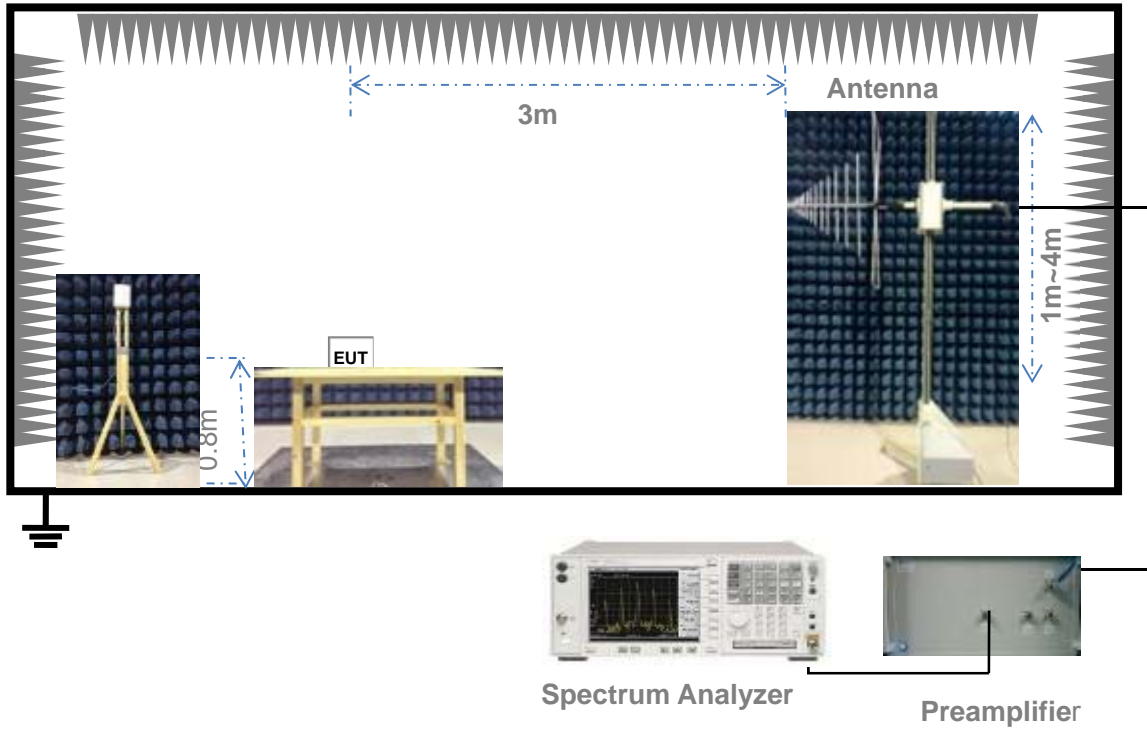 Antenna
3m
1m~4m
EUT
0.8m
Spectrum Analyzer
Preamplifier